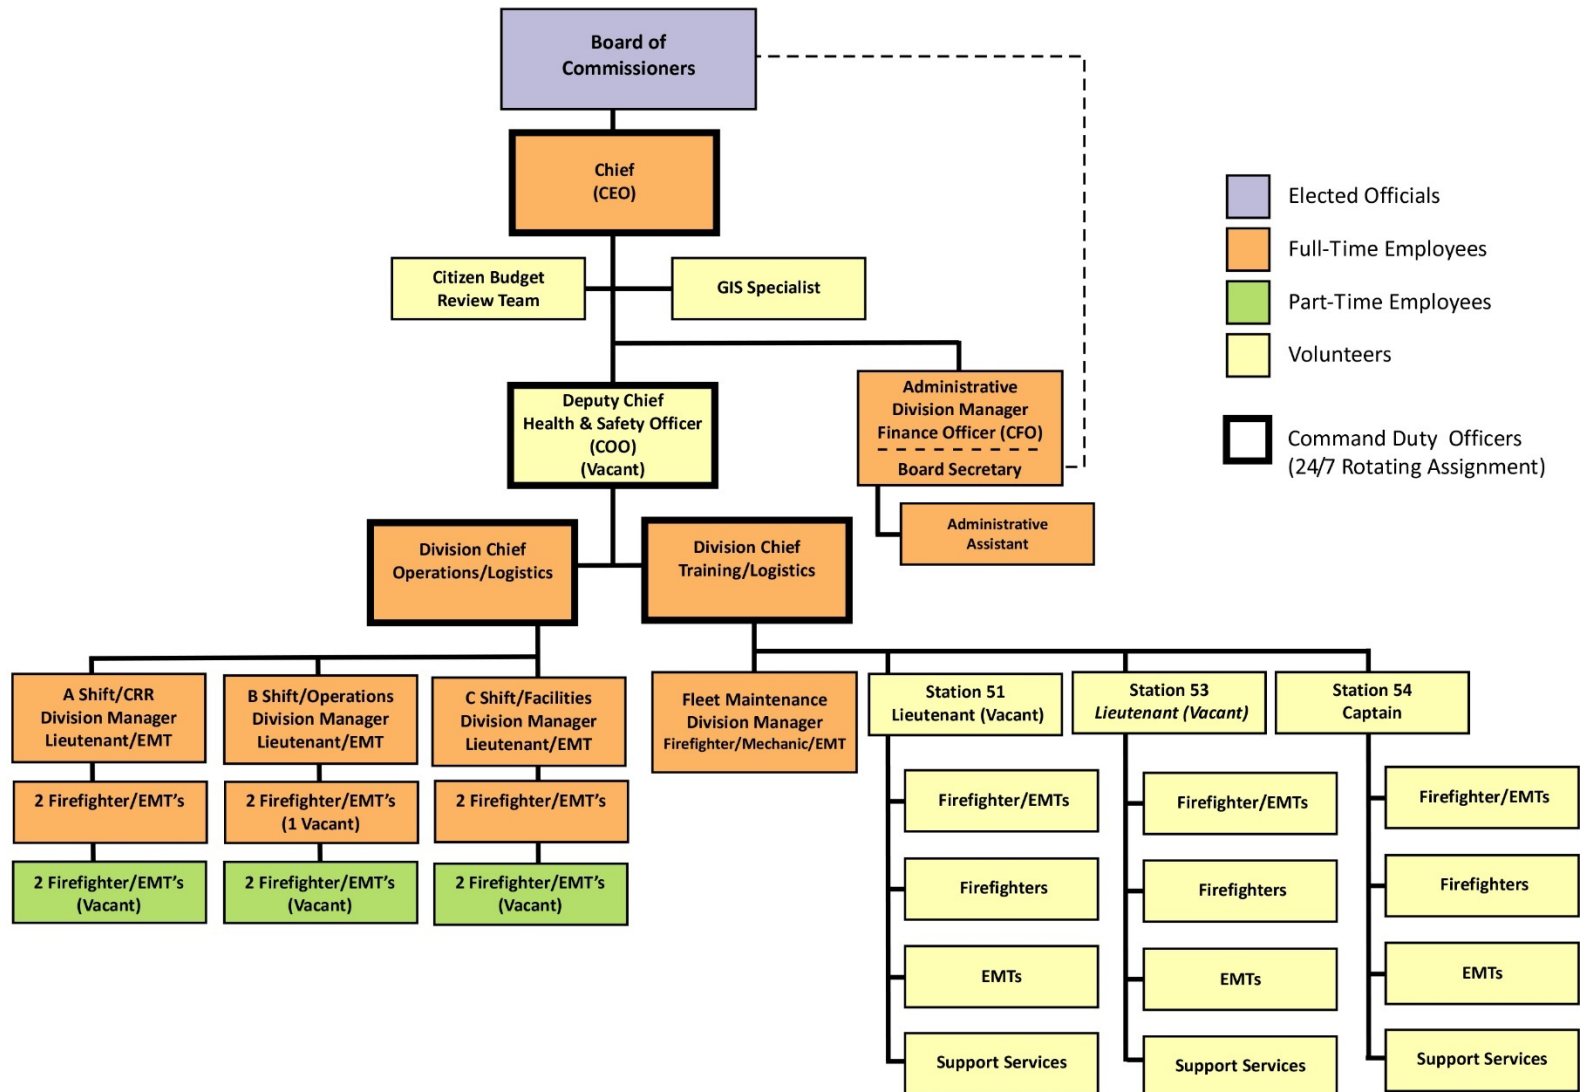 Board of
Commissioners
Chief
(CEO)
Elected Officials
Full-Time Employees
Part-Time Employees
Volunteers
Command Duty Officers
(24/7 Rotating Assignment)
Citizen Budget
Review Team
GIS Specialist
Deputy Chief
Health & Safety Officer
(COO)
(Vacant)
Administrative
Division Manager
Finance Officer (CFO)
Board Secretary
Administrative
Assistant
Division Chief
Operations/Logistics
Division Chief
Training/Logistics
A Shift/CRR
Division Manager
Lieutenant/EMT
B Shift/Operations
Division Manager
Lieutenant/EMT
C Shift/Facilities
Division Manager
Lieutenant/EMT
Fleet Maintenance
Division Manager
Firefighter/Mechanic/EMT
Station 51
Lieutenant (Vacant)
Station 53
Lieutenant (Vacant)
Station 54
Captain
2 Firefighter/EMT's
2 Firefighter/EMT's
(1 Vacant)
2 Firefighter/EMT's
2 Firefighter/EMT's
(Vacant)
2 Firefighter/EMT's
(Vacant)
2 Firefighter/EMT's
(Vacant)
Firefighter/EMTs
Firefighters
EMTs
Support Services
Firefighter/EMTs
Firefighters
EMTs
Support Services
Firefighter/EMTs
Firefighters
EMTs
Support Services